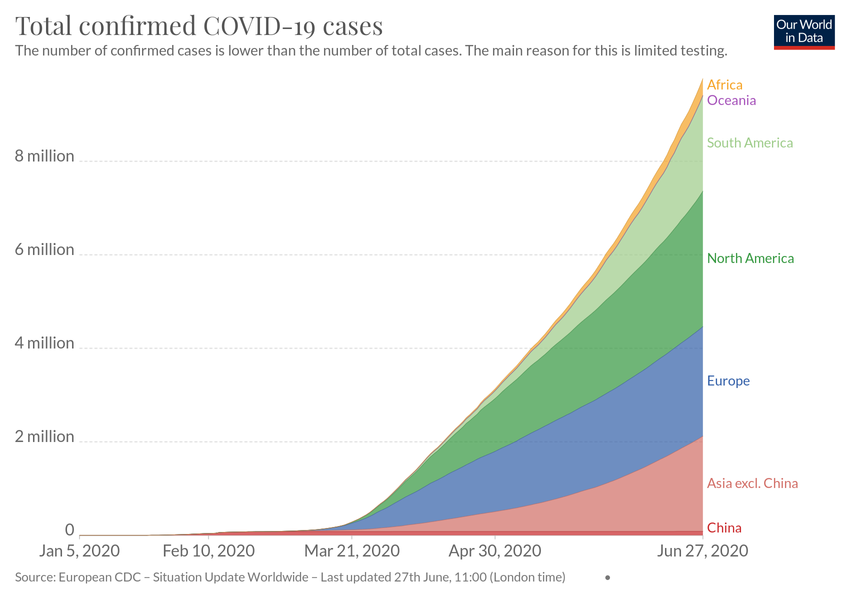 Total confirmed COVID-19 cases
The number of confirmed cases is lower than the number of total cases. The main reason for this is limited testing.
Our World
in Data
Africa
Oceania
South America
8 million
6 million
North America
4 million
Europe
2 million
Asia excl. China
China
0
Jan 5, 2020
Feb 10, 2020
Mar 21, 2020
Apr 30, 2020
Jun 27, 2020
Source: European CDC – Situation Update Worldwide – Last updated 27th June, 11:00 (London time)